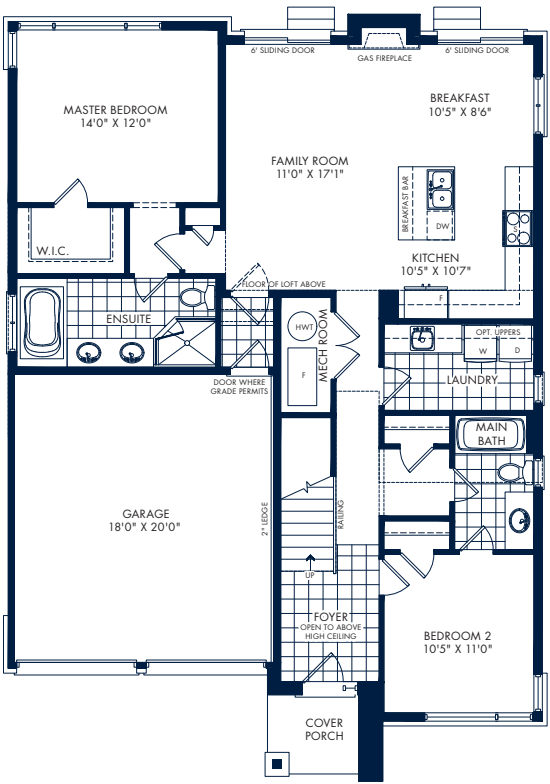 6' SLIDING DOOR
GAS FIREPLACE
6' SLIDING DOOR
MASTER BEDROOM
14'0" X 12'0"
BREAKFAST
10'5" X 8'6"
FAMILY ROOM
11'0" X 17'1"
BREAKFAST BAR
DW
S
W.I.C.
KITCHEN
10'5" X 10'7"
FLOOR OF LOFT ABOVE
F
ENSUITE
HWT
MECH ROOM
F
OPT. UPPERS
W
D
LAUNDRY
DOOR WHERE
GRADE PERMITS
MAIN
BATH
GARAGE
18'0" X 20'0"
2" LEDGE
RAILING
UP
FOYER
OPEN TO ABOVE
HIGH CEILING
BEDROOM 2
10'5" X 11'0"
COVER
PORCH